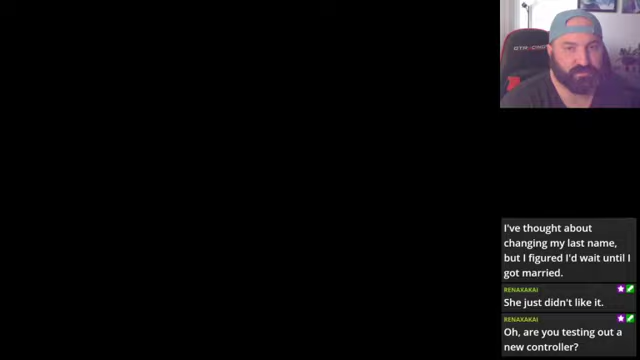 GTRACING
I've thought about
changing my last name,
but I figured I'd wait until I
got married.
RENAXAKAI
She just didn't like it.
RENAXAKAI
Oh, are you testing out a
new controller?